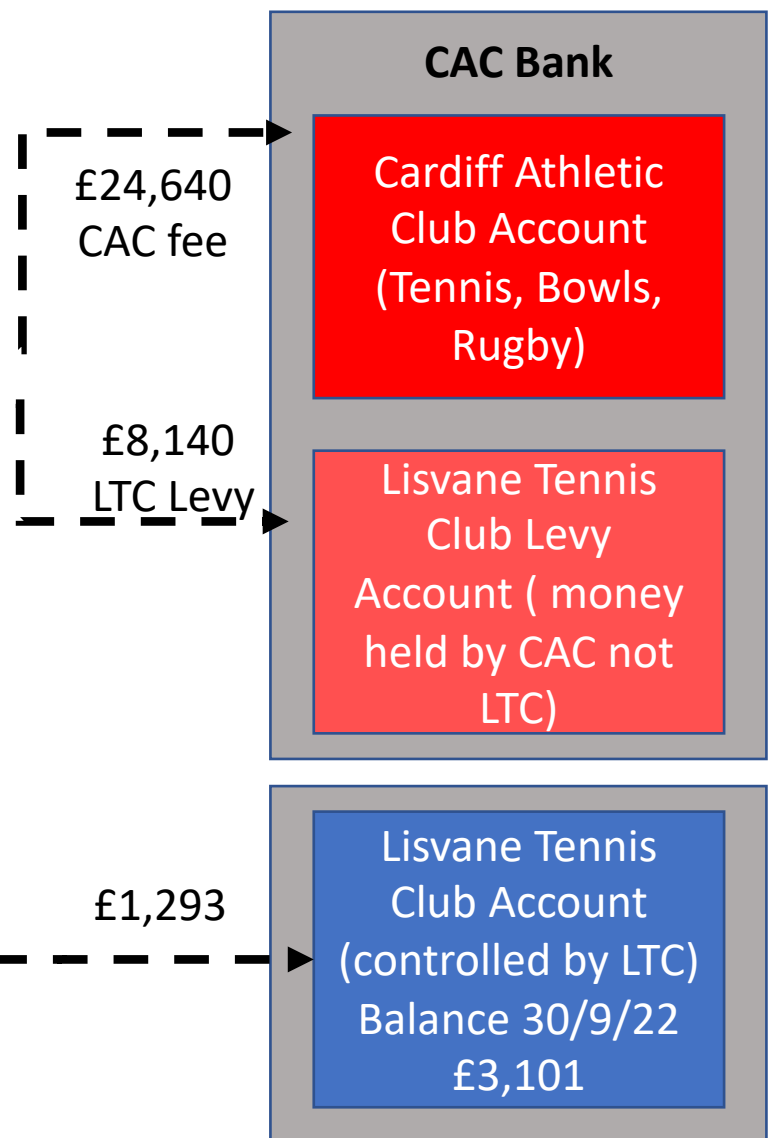 CAC Bank
£24,640
CAC fee
Cardiff Athletic
Club Account
(Tennis, Bowls,
Rugby)
£8,140
LTC Levy
Lisvane Tennis
Club Levy
Account ( money
held by CAC not
LTC)
£1,293
Lisvane Tennis
Club Account
(controlled by LTC)
Balance 30/9/22
£3,101